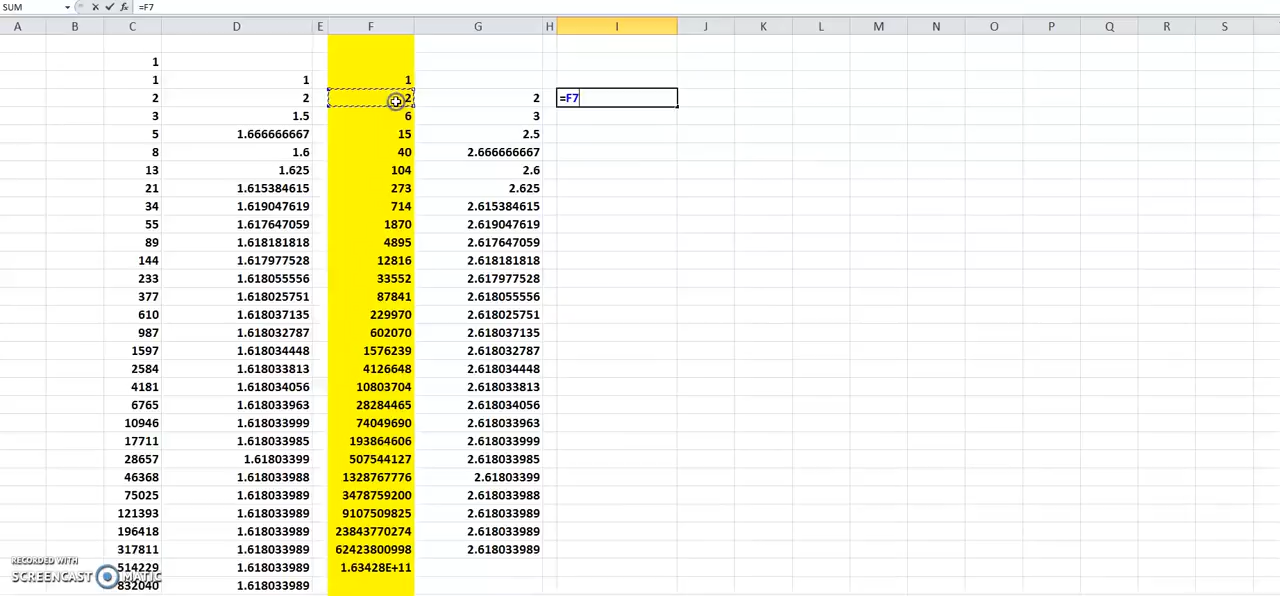 SUM fx =F7
A B C D E F G H I J K L M N O P Q R S
1
1 1 1
2 2 2 2 =F7
3 1.5 6 3
5 1.666666667 15 2.5
8 1.6 40 2.666666667
13 1.625 104 2.6
21 1.615384615 273 2.625
34 1.619047619 714 2.615384615
55 1.617647059 1870 2.619047619
89 1.618181818 4895 2.617647059
144 1.617977528 12816 2.618181818
233 1.618055556 33552 2.617977528
377 1.618025751 87841 2.618055556
610 1.618037135 229970 2.618025751
987 1.618032787 602070 2.618037135
1597 1.618034448 1576239 2.618032787
2584 1.618033813 4126648 2.618034448
4181 1.618034056 10803704 2.618033813
6765 1.618033963 28284465 2.618034056
10946 1.618033999 74049690 2.618033963
17711 1.618033985 193864606 2.618033999
28657 1.61803399 507544127 2.618033985
46368 1.618033988 1328767776 2.61803399
75025 1.618033989 3478759200 2.618033988
121393 1.618033989 9107509825 2.618033989
196418 1.618033989 23843770274 2.618033989
317811 1.618033989 62423800998 2.618033989
514229 1.618033989 1.63428E+11
832040 1.618033989
RECORDED WITH
SCREENCAST MATIC